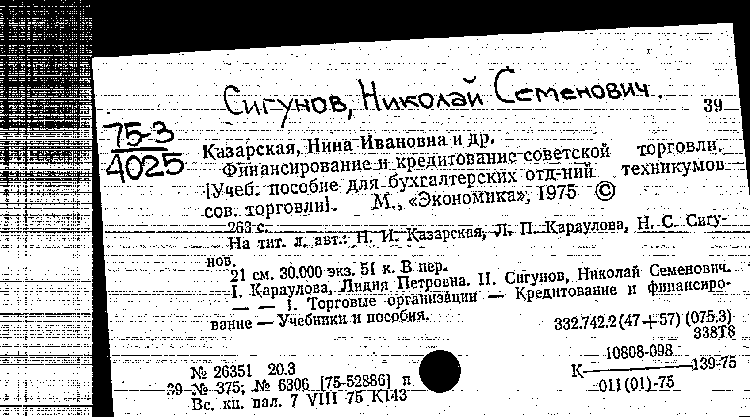 Сигунов, Николай Семенович.
39
75-3
4025
Казарская, Нина Ивановна и др.
Финансирование и кредитование советской торговли.
[Учеб. пособие для бухгалтерских отд-ний техникумов
сов. торговли]. М., «Экономика», 1975 ©
263 с.
На тит. л. авт.: Н. И. Казарская, Л. П. Караулова, Н. С. Сигу-
нов.
21 см. 30.000 экз. 51 к. В пер.
I. Караулова, Лидия Петровна. II. Сигунов, Николай Семенович.
— — 1. Торговые организации — Кредитование и финансиро-
вание — Учебники и пособия.
332.742.2(47+57)(075.3)
338Т8
№ 26351 20.3
39 № 375; № 6306 [75-52886] п
Вс. кн. пал. 7 VIII 75 К143
10808-098
К 139-75
011(01)-75